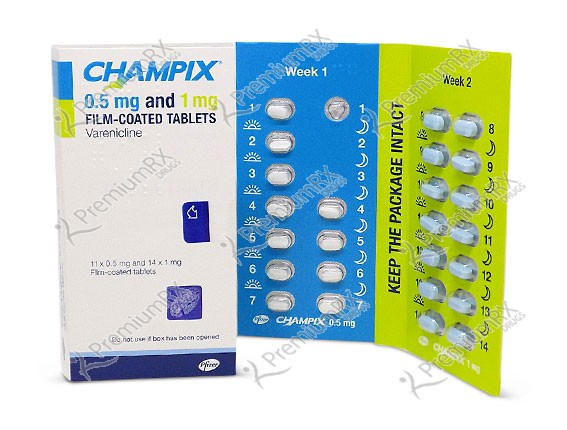 CHAMPIX®
0.5 mg and 1 mg
FILM-COATED TABLETS
Varenicline
11 x 0.5 mg and 14 x 1 mg
Film-coated tablets
Do not use if box has been opened
Pfizer
Week 1
1 1
2 2
3 3
4 4
5 5
6 6
7 7
Pfizer CHAMPIX 0.5 mg
KEEP THE PACKAGE INTACT
Week 2
8
9
10
11
12
13
14
CHAMPIX 1 mg
PremiumRX
DRUGS